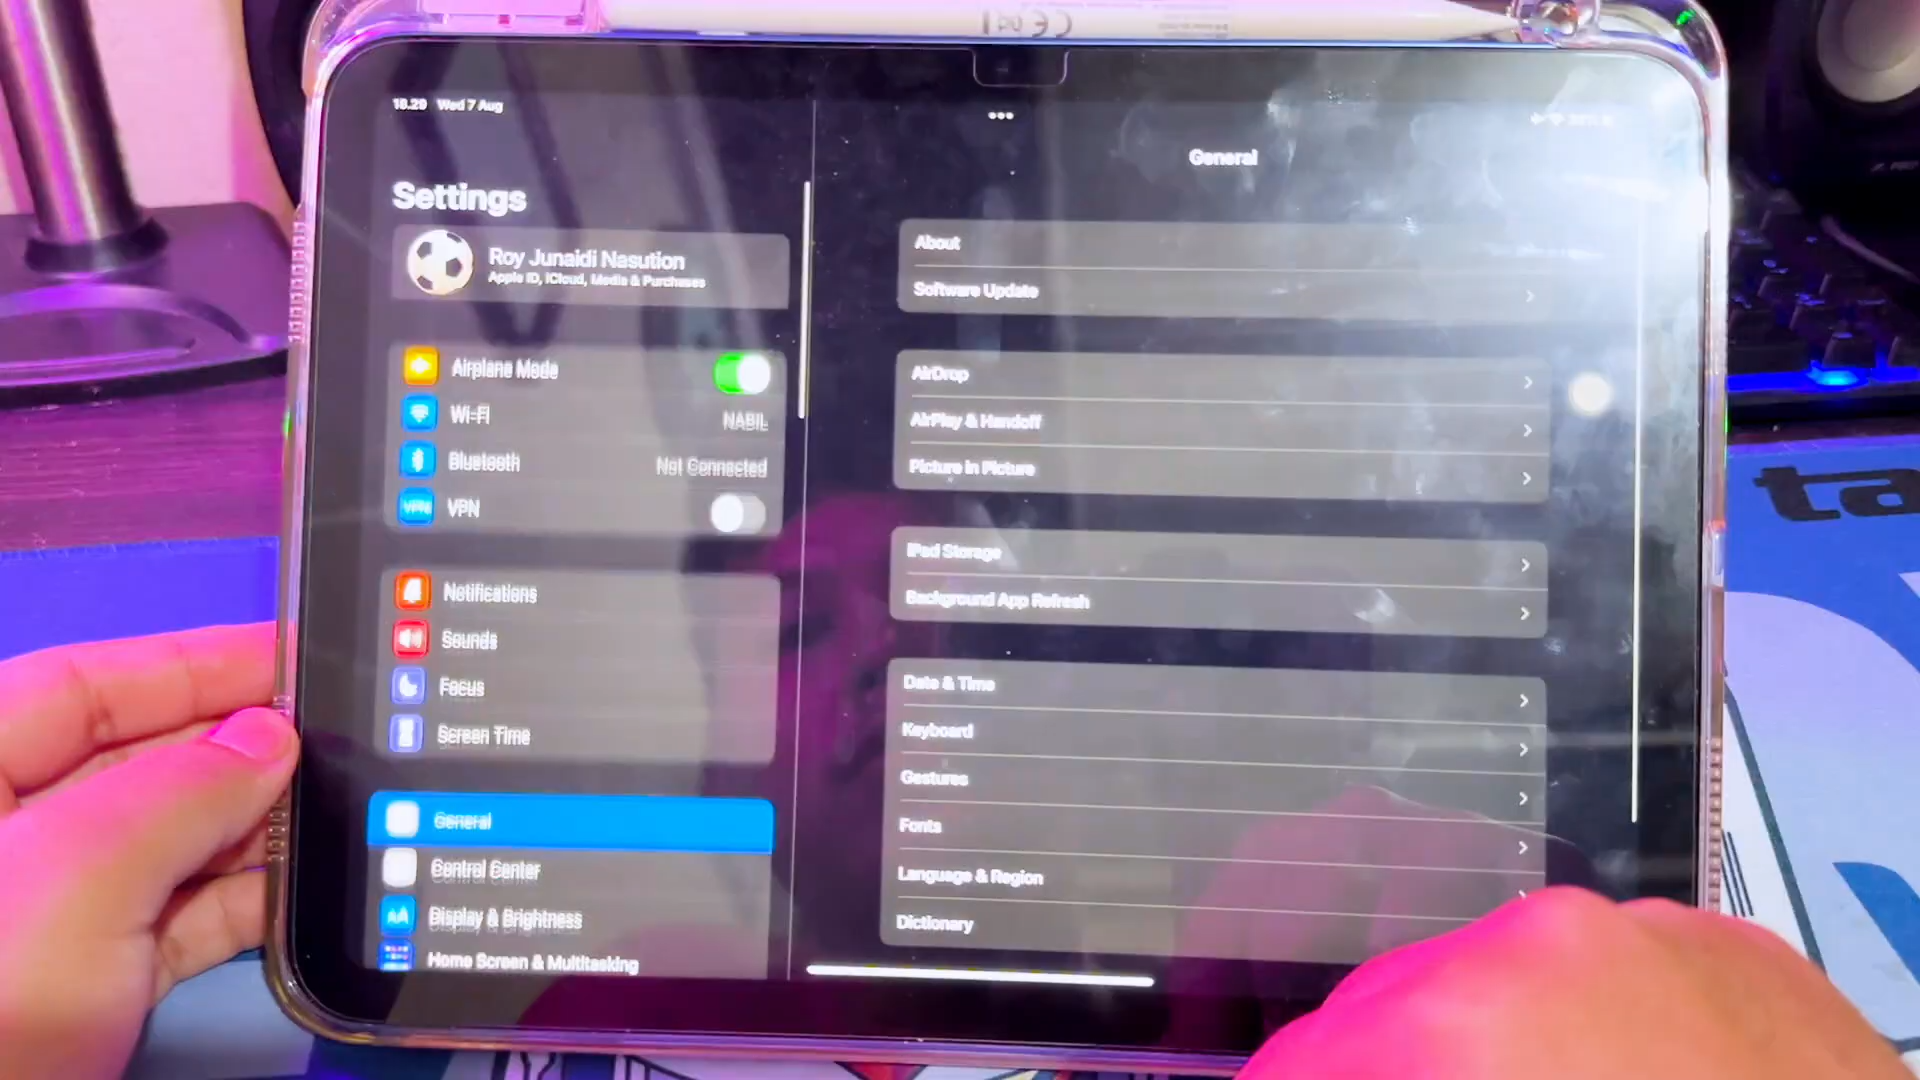 18.29 Wed 7 Aug
General
Settings
Roy Junaidi Nasution
Apple ID, iCloud, Media & Purchases
Airplane Mode
Wi-Fi
NABIL
Bluetooth
Not Connected
VPN
VPN
Notifications
Sounds
Focus
Screen Time
General
Control Center
AA
Display & Brightness
Home Screen & Multitasking
About
Software Update
AirDrop
AirPlay & Handoff
Picture in Picture
iPad Storage
Background App Refresh
Date & Time
Keyboard
Gestures
Fonts
Language & Region
Dictionary
ta